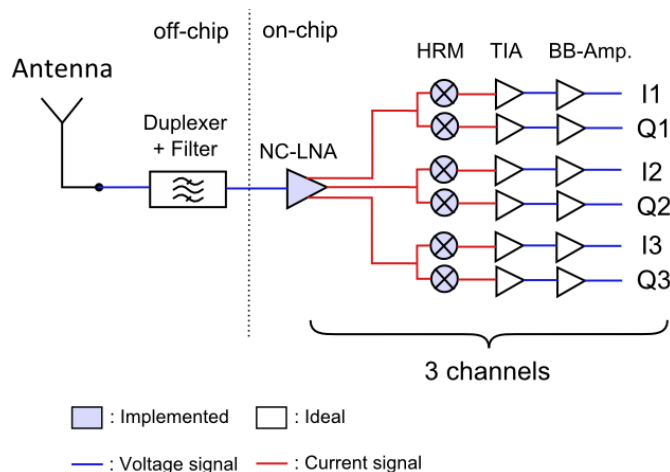 off-chip
on-chip
Antenna
Duplexer
+ Filter
NC-LNA
HRM
TIA
BB-Amp.
I1
Q1
I2
Q2
I3
Q3
3 channels
: Implemented
: Ideal
: Voltage signal
: Current signal